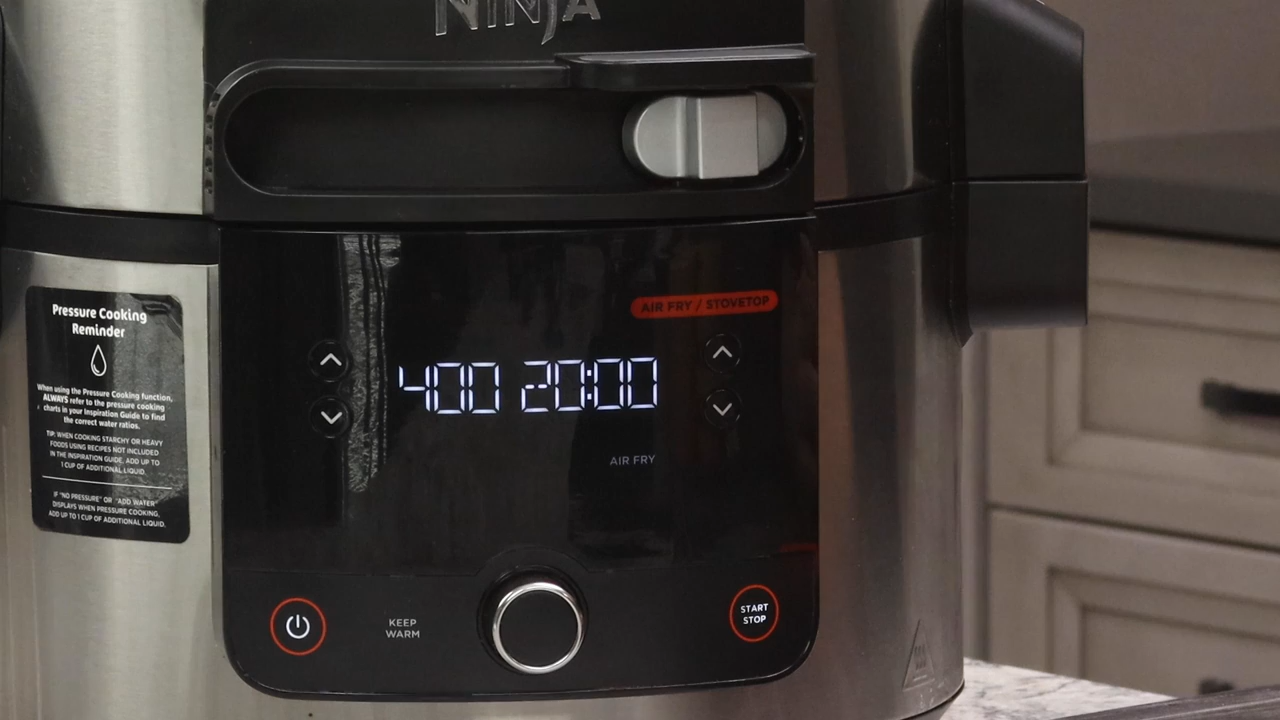 NINJA
AIR FRY / STOVETOP
400 20:00
AIR FRY
KEEP
WARM
START
STOP
Pressure Cooking
Reminder
When using the Pressure Cooking function,
ALWAYS refer to the pressure cooking
charts in your Inspiration Guide to find
the correct water ratios.
TIP: WHEN COOKING STARCHY OR HEAVY
FOODS USING RECIPES NOT INCLUDED
IN THE INSPIRATION GUIDE, ADD UP TO
1 CUP OF ADDITIONAL LIQUID.
IF "NO PRESSURE" OR "ADD WATER"
DISPLAYS WHEN PRESSURE COOKING,
ADD UP TO 1 CUP OF ADDITIONAL LIQUID.